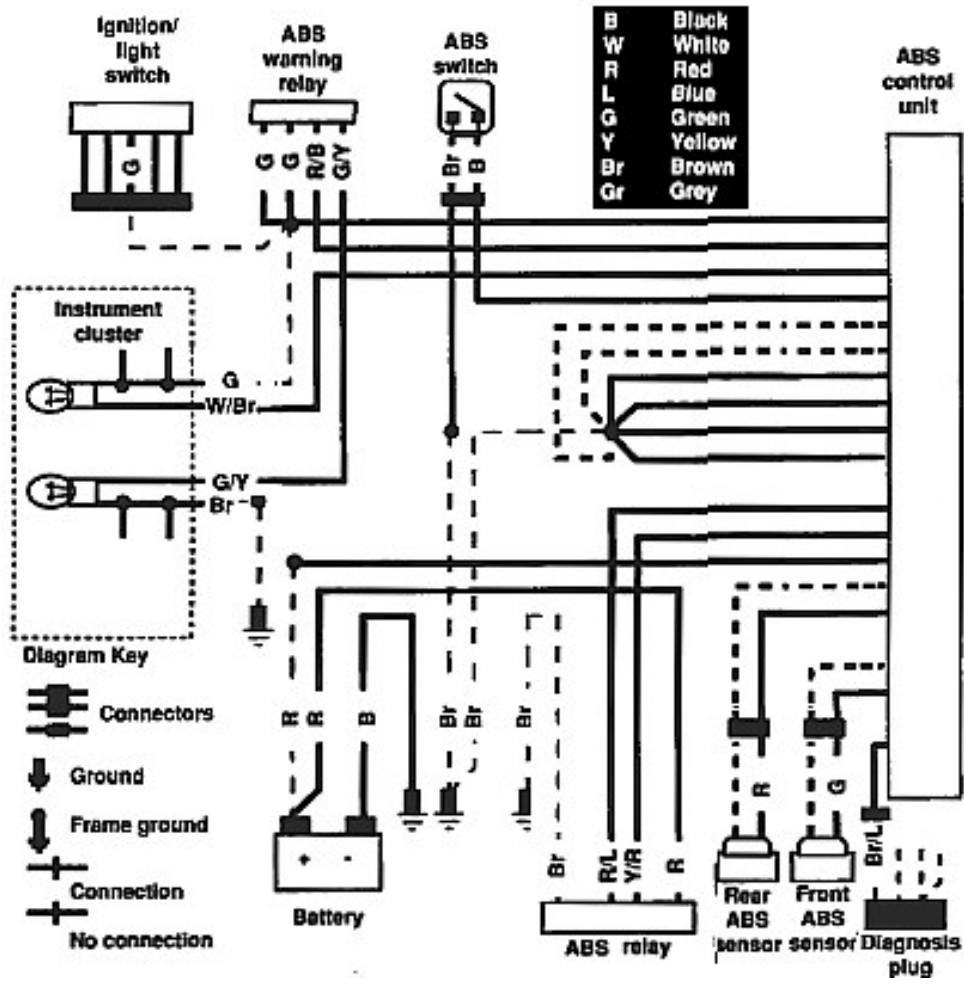 Ignition/
light
switch
ABS
warning
relay
ABS
switch
B Black
W White
R Red
L Blue
G Green
Y Yellow
Br Brown
Gr Grey
ABS
control
unit
G
G
G
R/B
G/Y
Br
B
Instrument
cluster
G
W/Br
G/Y
Br
Diagram Key
Connectors
Ground
Frame ground
Connection
No connection
R
R
B
Br
Br
Br
+ -
Battery
Br
R/L
Y/R
R
ABS relay
R
G
Br/L
Rear
ABS
sensor
Front
ABS
sensor
Diagnosis
plug